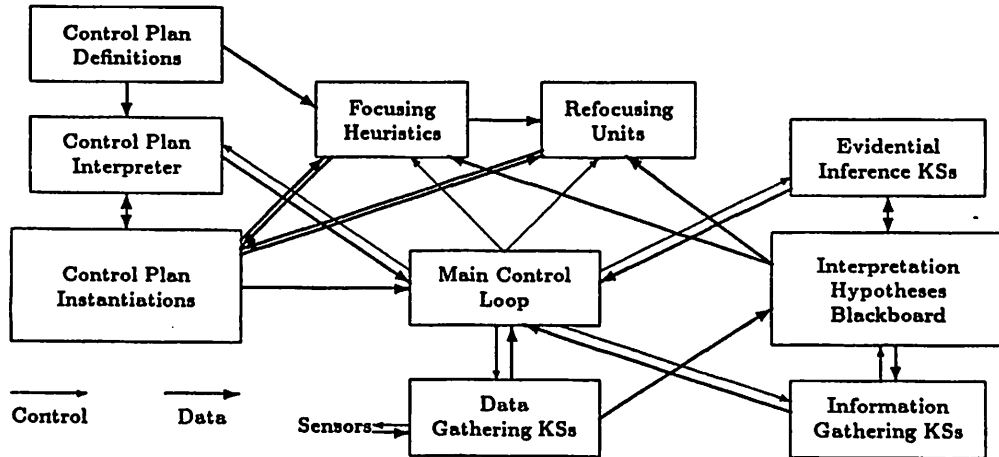 Control Plan
Definitions
Focusing
Heuristics
Refocusing
Units
Control Plan
Interpreter
Evidential
Inference KSs
Control Plan
Instantiations
Main Control
Loop
Interpretation
Hypotheses
Blackboard
Control
Data
Sensors
Data
Gathering KSs
Information
Gathering KSs